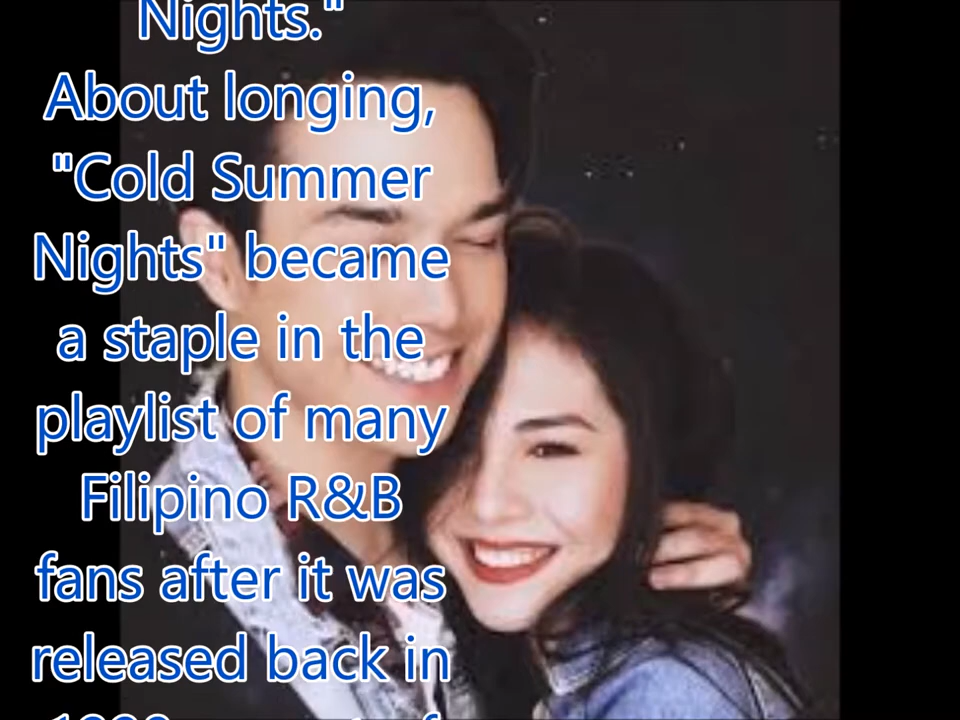 Nights."
About longing,
"Cold Summer
Nights" became
a staple in the
playlist of many
Filipino R&B
fans after it was
released back in